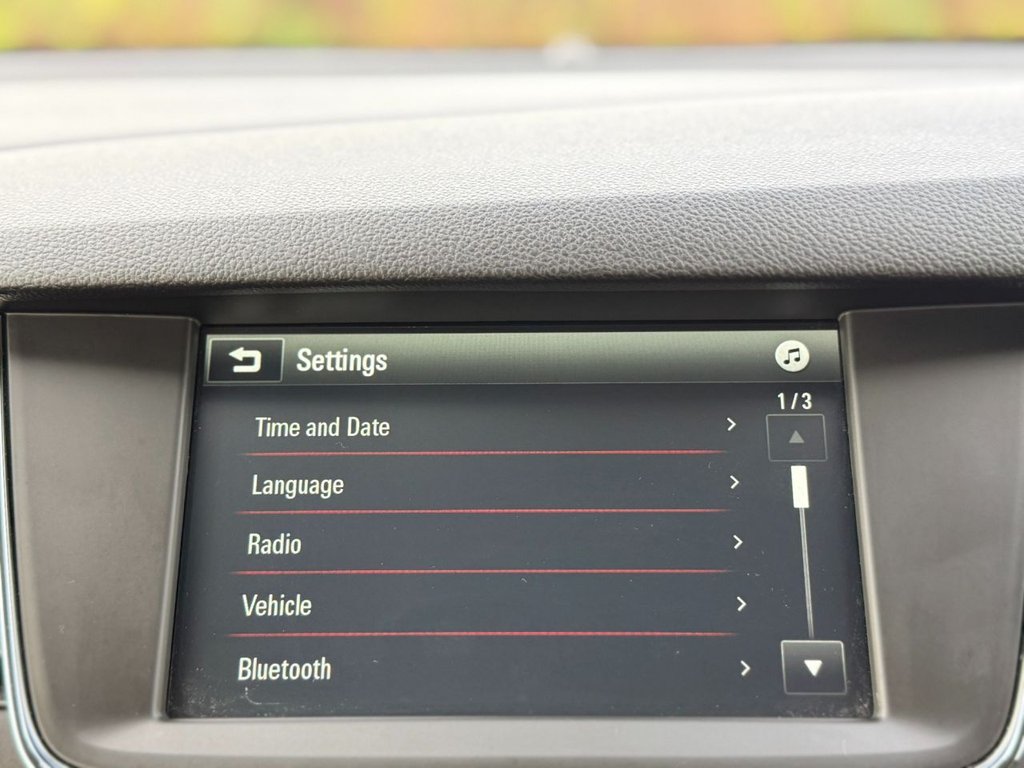 Settings
1/3
Time and Date
Language
Radio
Vehicle
Bluetooth